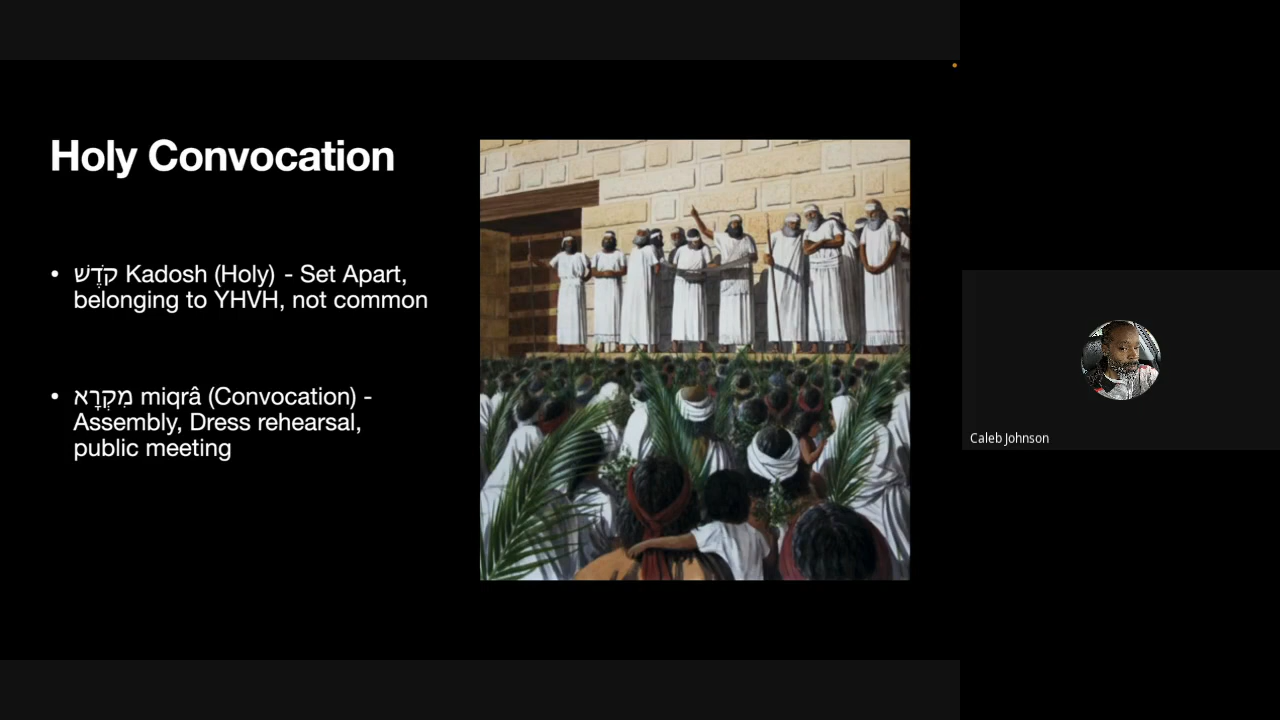 Holy Convocation
• קֹדֶשׁ Kadosh (Holy) - Set Apart,
belonging to YHVH, not common
• מִקְרָא miqrâ (Convocation) -
Assembly, Dress rehearsal,
public meeting
Caleb Johnson